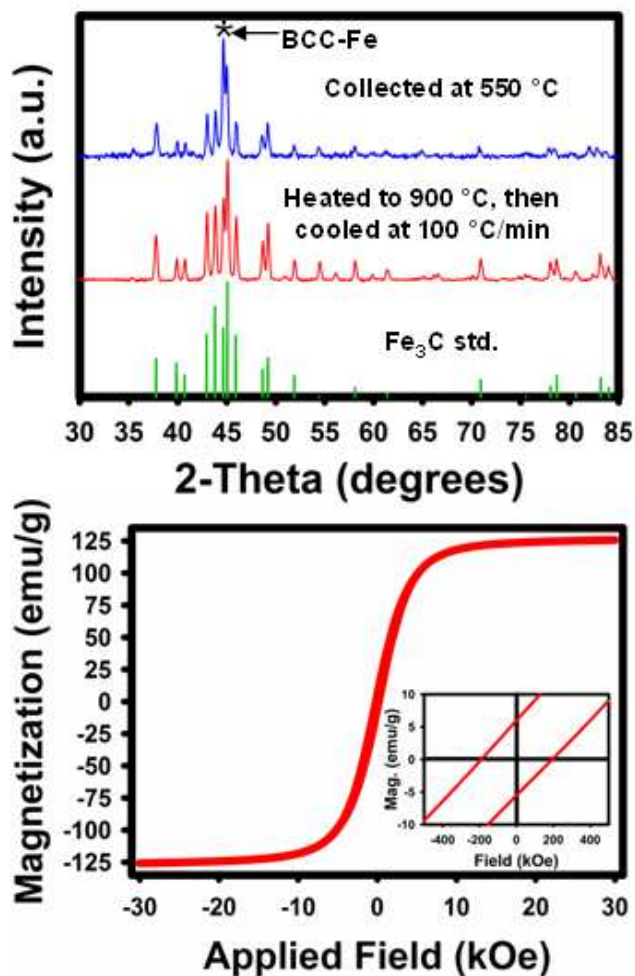 *
BCC-Fe
Collected at 550 °C
Heated to 900 °C, then
cooled at 100 °C/min
Fe3C std.
Intensity (a.u.)
30 35 40 45 50 55 60 65 70 75 80 85
2-Theta (degrees)
Magnetization (emu/g)
125
100
75
50
25
0
-25
-50
-75
-100
-125
Mag. (emu/g)
10
5
0
-5
-10
-400 -200 0 200 400
Field (kOe)
-30 -20 -10 0 10 20 30
Applied Field (kOe)